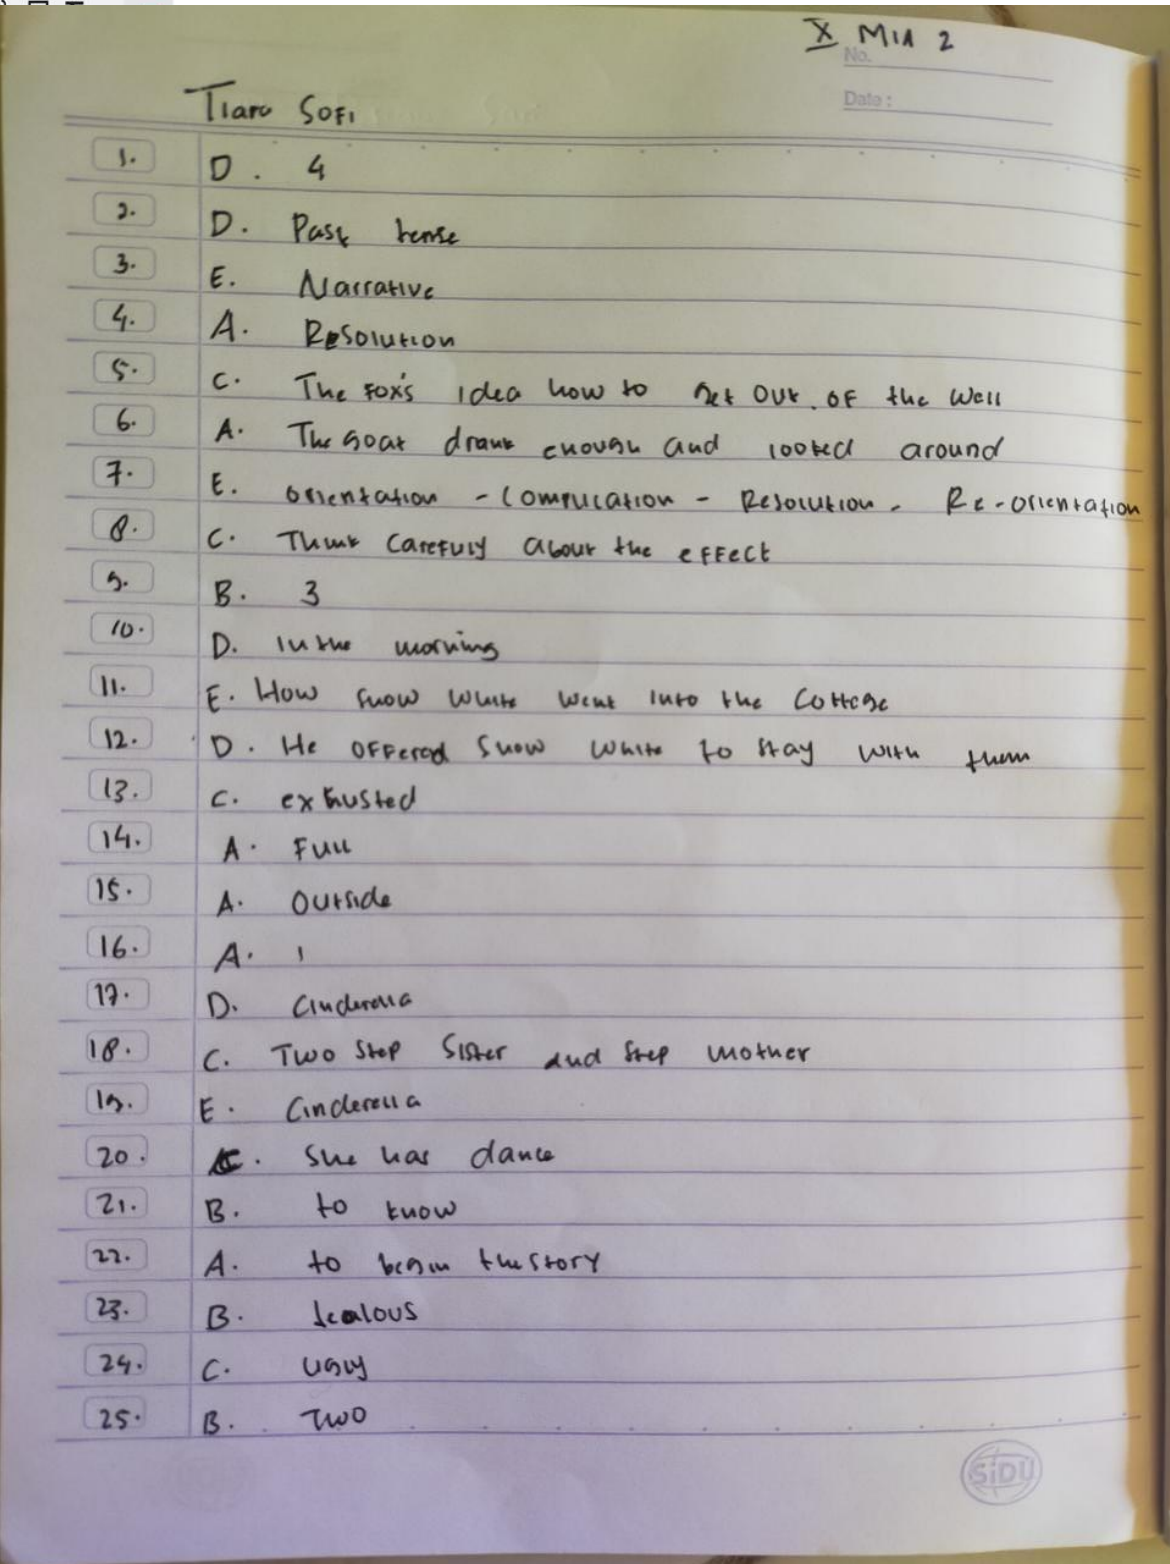 X MIA 2
No.
Date:
Tiara Sofi
1. D. 4
2. D. Past tense
3. E. Narrative
4. A. Resolution
5. C. The Fox's idea how to get out of the well
6. A. The goat drank enough and looked around
7. E. Orientation - Complication - Resolution - Re-orientation
8. C. Think carefuly about the effect
9. B. 3
10. D. In the morning
11. E. How Snow White went into the Cottage
12. D. He offered Snow White to stay with them
13. C. exhusted
14. A. Full
15. A. Outside
16. A. 1
17. D. Cinderella
18. C. Two Step Sister and Step mother
19. E. Cinderella
20. . She has dance
21. B. to know
22. A. to begin the story
23. B. Jealous
24. C. ugly
25. B. Two
SiDU